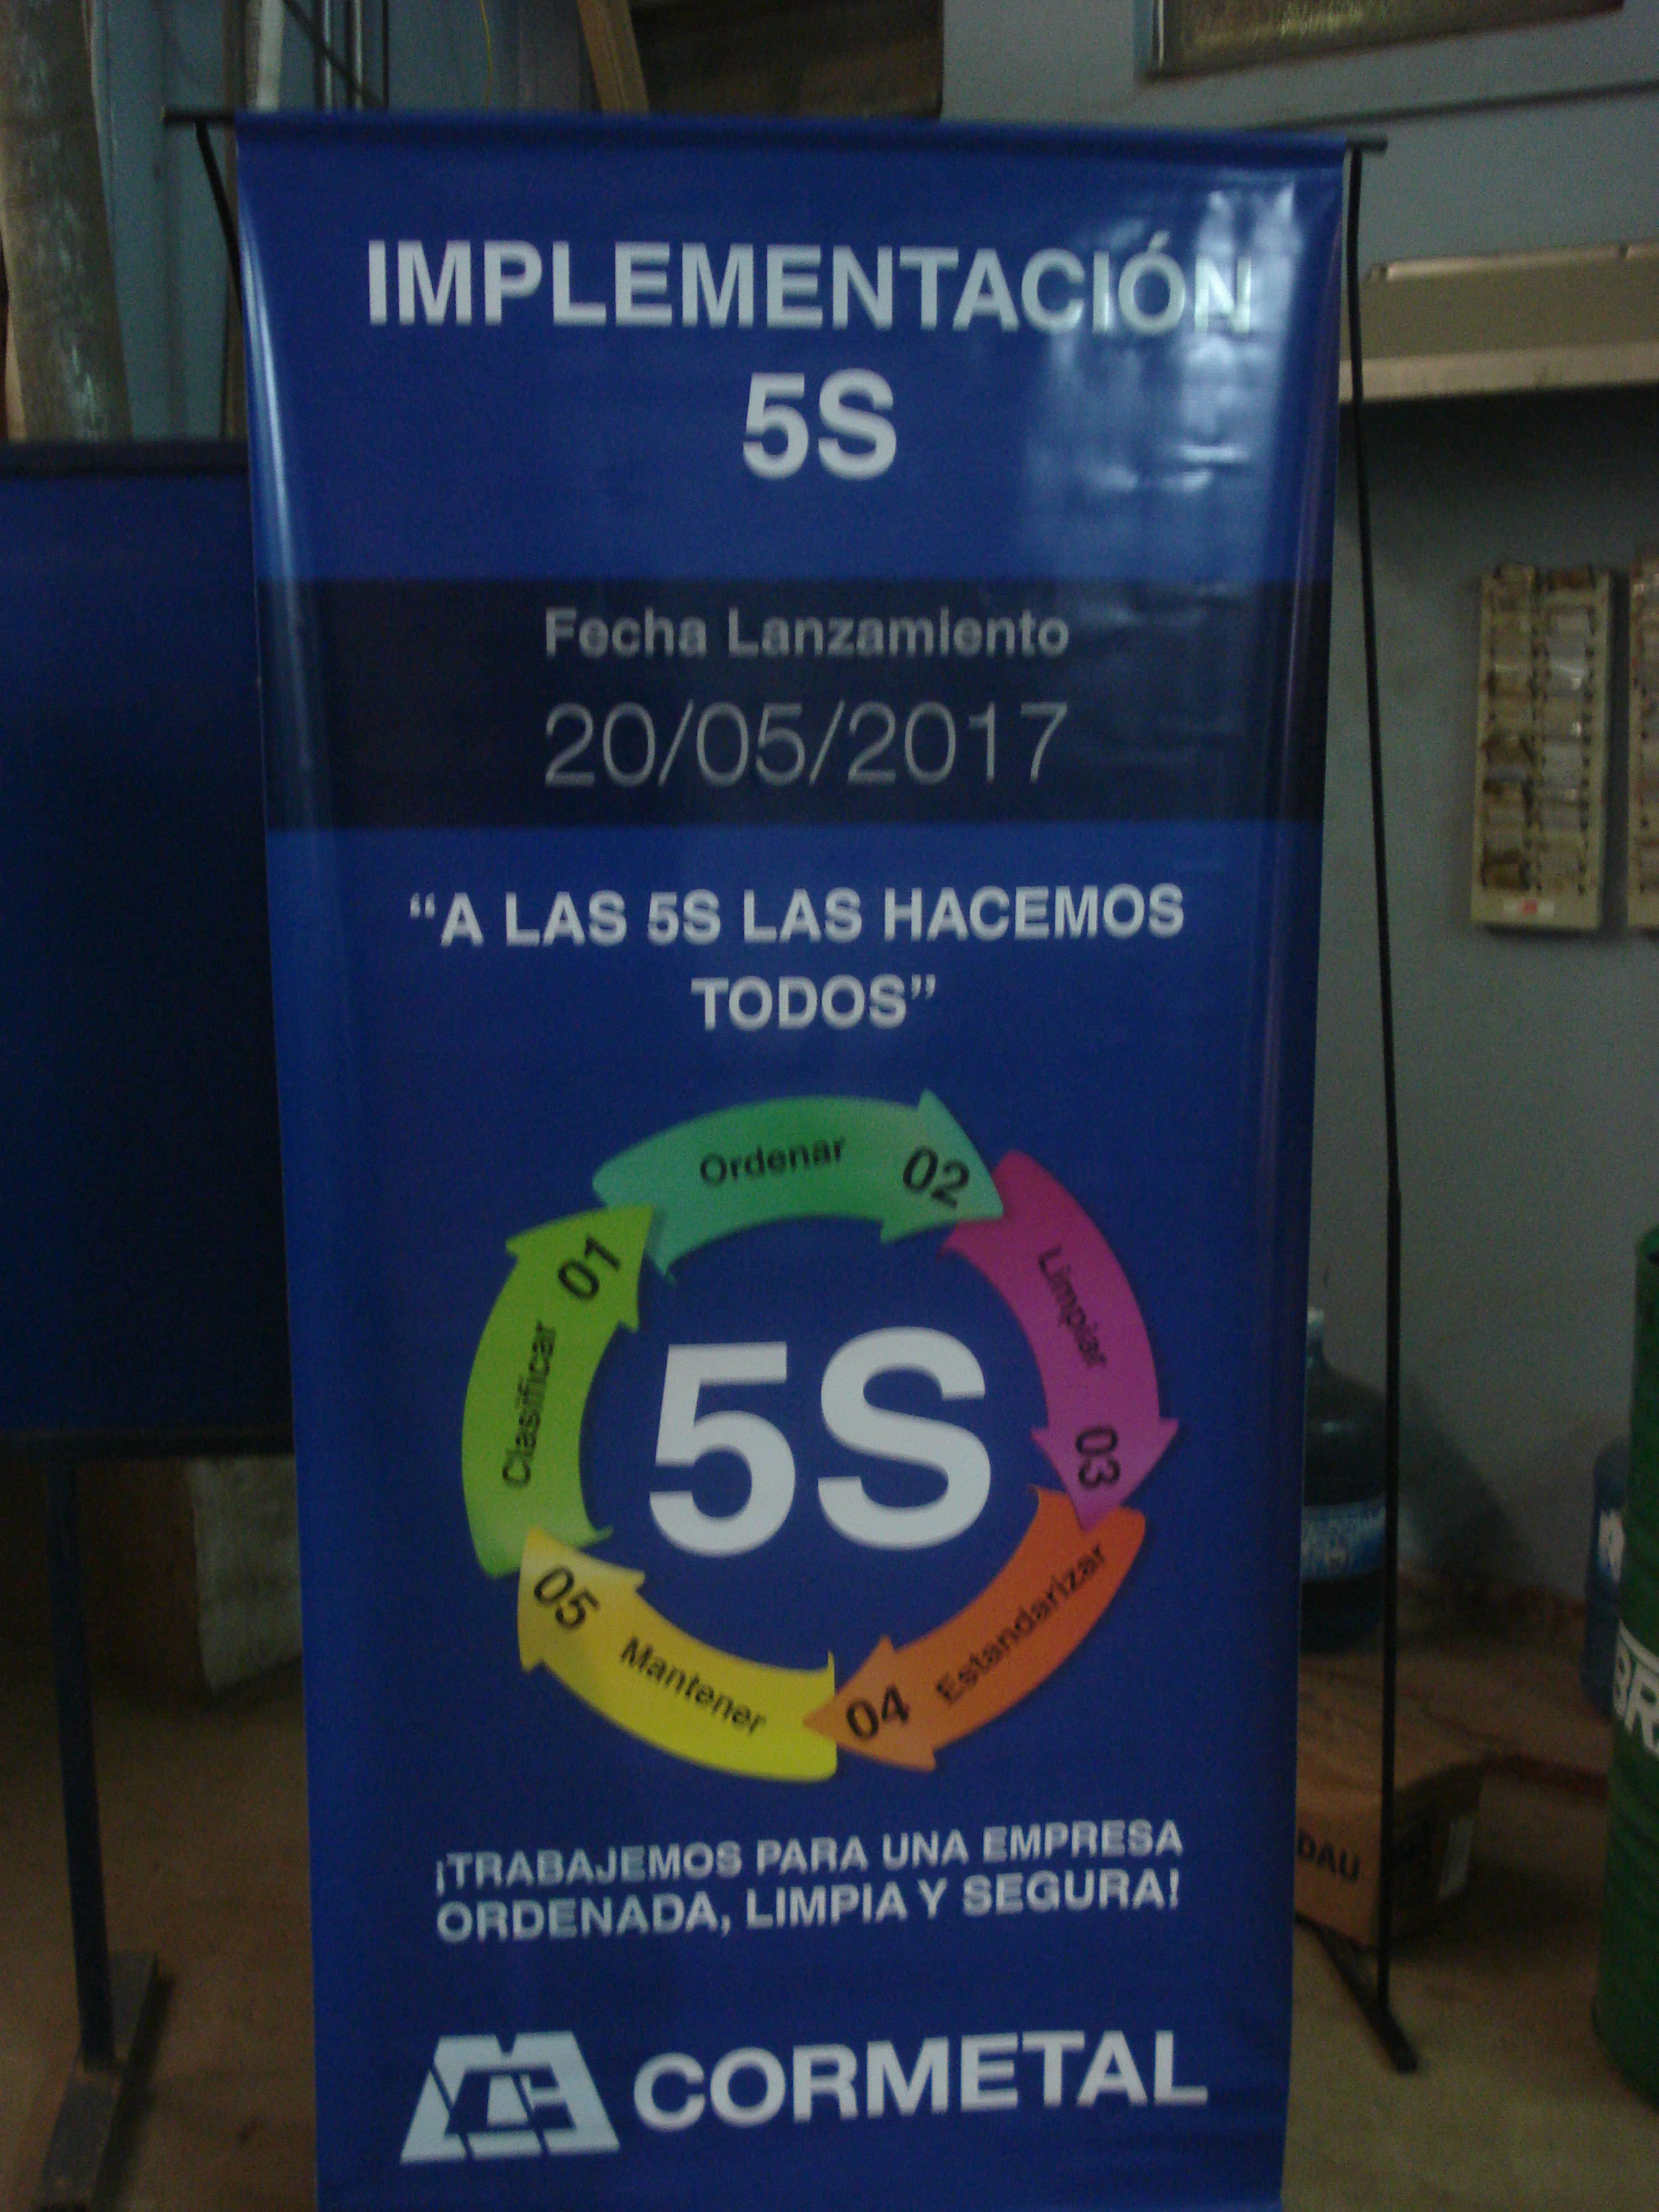 IMPLEMENTACIÓN
5S
Fecha Lanzamiento
20/05/2017
“A LAS 5S LAS HACEMOS
TODOS”
Clasificar 01
Ordenar 02
Limpiar 03
Estandarizar 04
Mantener 05
5S
¡TRABAJEMOS PARA UNA EMPRESA
ORDENADA, LIMPIA Y SEGURA!
CORMETAL
DAU